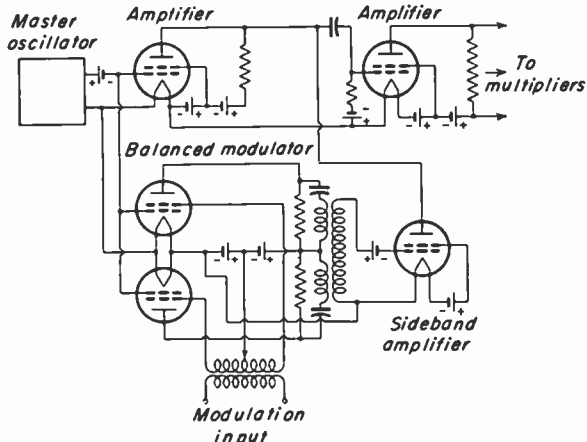 Master
oscillator
Amplifier
Amplifier
To
multipliers
Balanced modulator
Sideband
amplifier
Modulation
input